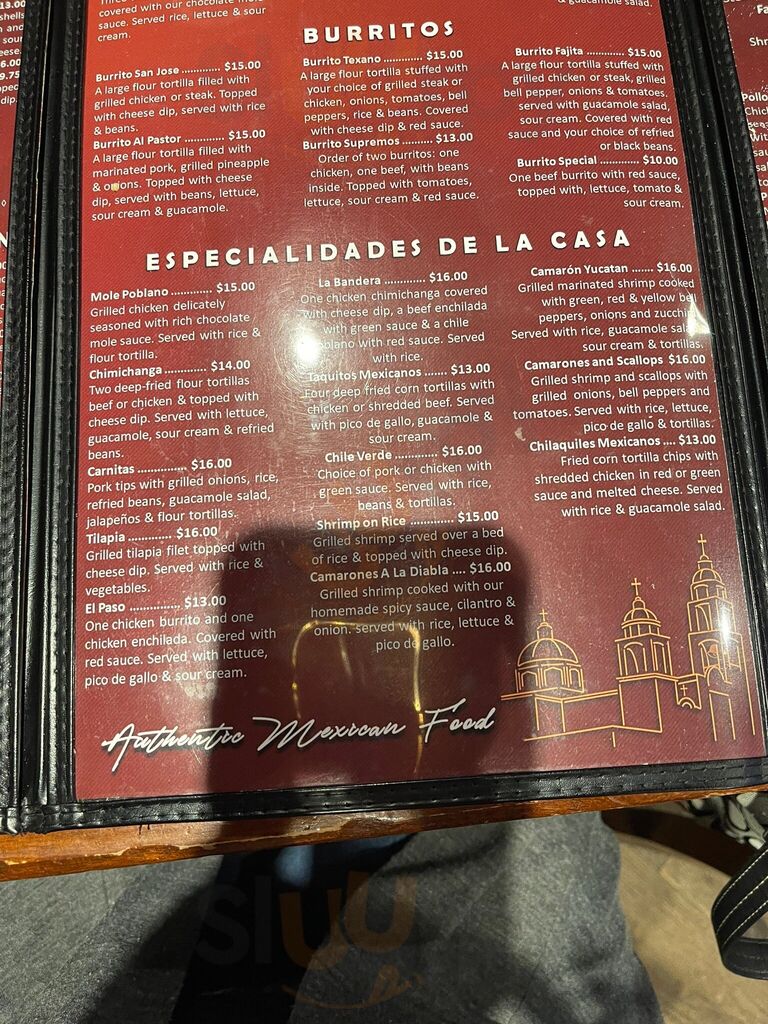 covered with our chocolate mole
sauce. Served rice, lettuce & sour
cream.
& guacamole salad.
BURRITOS
Burrito San Jose ............ $15.00
A large flour tortilla filled with
grilled chicken or steak. Topped
with cheese dip, served with rice
& beans.
Burrito Al Pastor ............ $15.00
A large flour tortilla filled with
marinated pork, grilled pineapple
& onions. Topped with cheese
dip, served with beans, lettuce,
sour cream & guacamole.
Burrito Texano ............ $15.00
A large flour tortilla stuffed with
your choice of grilled steak or
chicken, onions, tomatoes, bell
peppers, rice & beans. Covered
with cheese dip & red sauce.
Burrito Supremos ......... $13.00
Order of two burritos: one
chicken, one beef, with beans
inside. Topped with tomatoes,
lettuce, sour cream & red sauce.
Burrito Fajita ............... $15.00
A large flour tortilla stuffed with
grilled chicken or steak, grilled
bell pepper, onions & tomatoes.
served with guacamole salad,
sour cream. Covered with red
sauce and your choice of refried
or black beans.
Burrito Special ............... $10.00
One beef burrito with red sauce,
topped with, lettuce, tomato &
sour cream.
ESPECIALIDADES DE LA CASA
Mole Poblano ............. $15.00
Grilled chicken delicately
seasoned with rich chocolate
mole sauce. Served with rice &
flour tortilla.
Chimichanga ............ $14.00
Two deep-fried flour tortillas
beef or chicken & topped with
cheese dip. Served with lettuce,
guacamole, sour cream & refried
beans.
Carnitas .............. $16.00
Pork tips with grilled onions, rice,
refried beans, guacamole salad,
jalapeños & flour tortillas.
Tilapia ............. $16.00
Grilled tilapia filet topped with
cheese dip. Served with rice &
vegetables.
El Paso .............. $13.00
One chicken burrito and one
chicken enchilada. Covered with
red sauce. Served with lettuce,
pico de gallo & sour cream.
La Bandera ............ $16.00
One chicken chimichanga covered
with cheese dip, a beef enchilada
with green sauce & a chile
poblano with red sauce. Served
with rice.
Taquitos Mexicanos ....... $13.00
Four deep fried corn tortillas with
chicken or shredded beef. Served
with pico de gallo, guacamole &
sour cream.
Chile Verde ............ $16.00
Choice of pork or chicken with
green sauce. Served with rice,
beans & tortillas.
Shrimp on Rice ............... $15.00
Grilled shrimp served over a bed
of rice & topped with cheese dip.
Camarones A La Diabla .... $16.00
Grilled shrimp cooked with our
homemade spicy sauce, cilantro &
onion. served with rice, lettuce &
pico de gallo.
Camarón Yucatan ....... $16.00
Grilled marinated shrimp cooked
with green, red & yellow bell
peppers, onions and zucchini.
Served with rice, guacamole salad,
sour cream & tortillas.
Camarones and Scallops $16.00
Grilled shrimp and scallops with
grilled onions, bell peppers and
tomatoes. Served with rice, lettuce,
pico de gallo & tortillas.
Chilaquiles Mexicanos .... $13.00
Fried corn tortilla chips with
shredded chicken in red or green
sauce and melted cheese. Served
with rice & guacamole salad.
Authentic Mexican Food
sluu